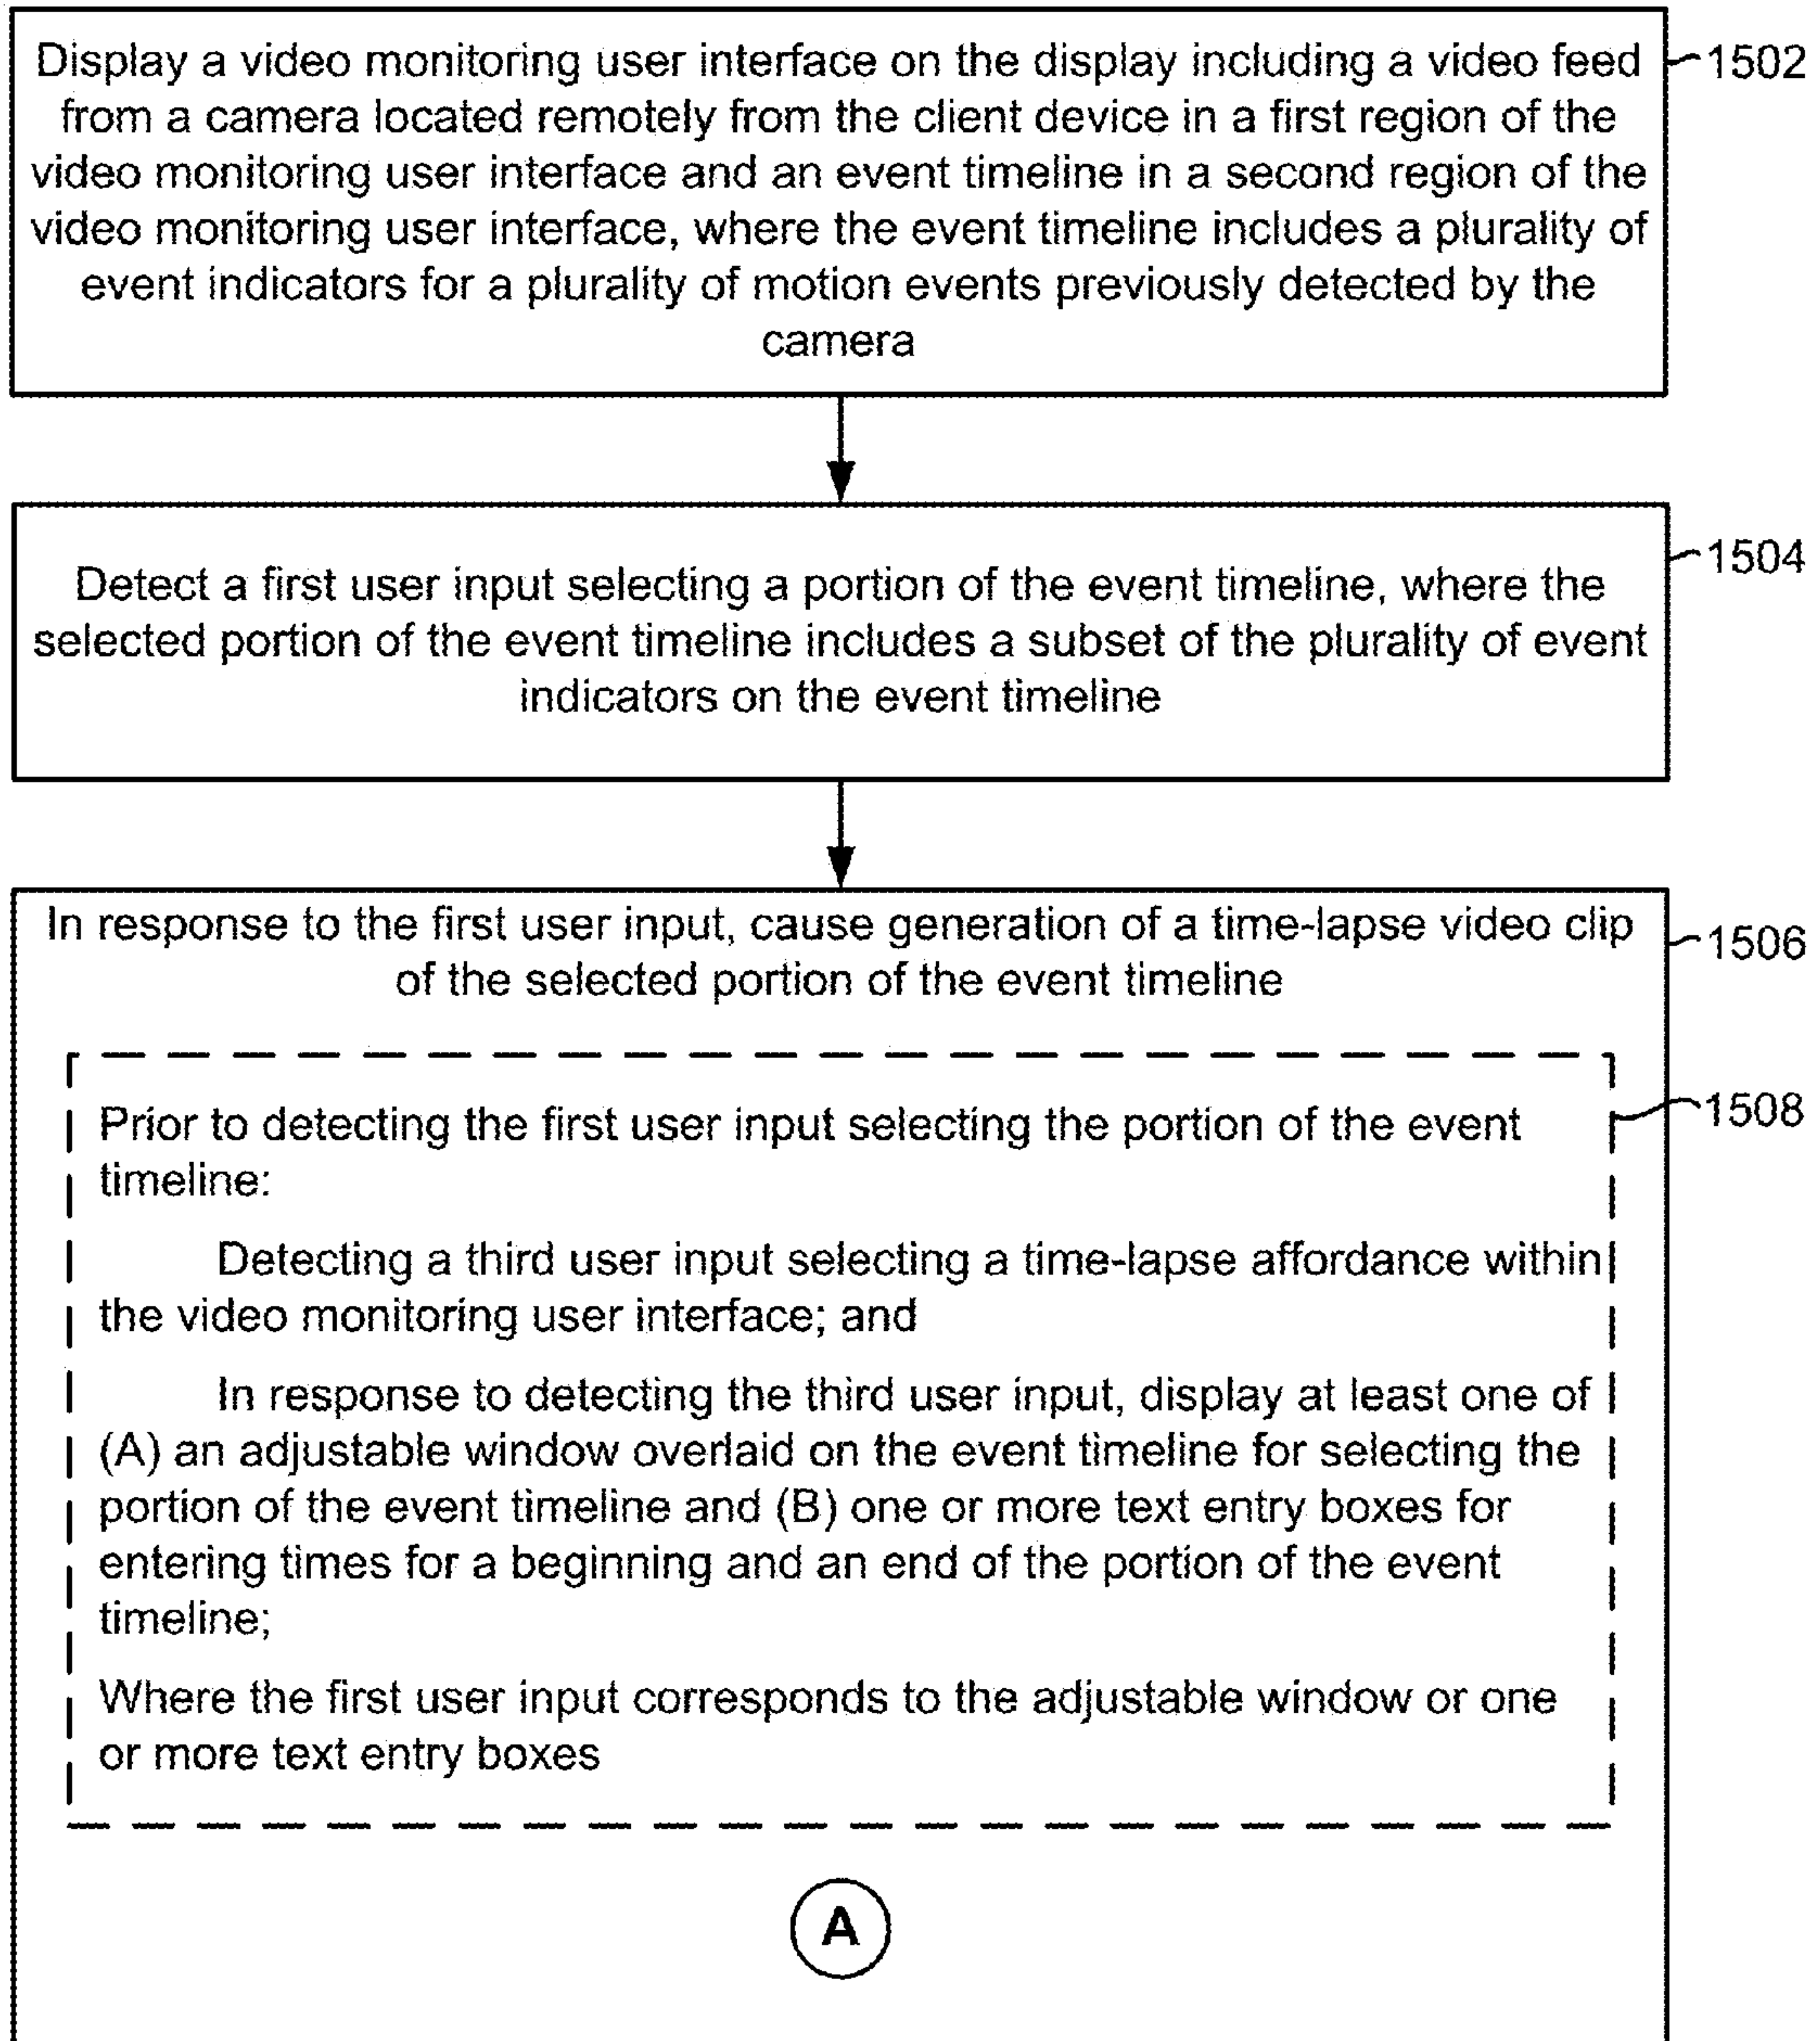 Display a video monitoring user interface on the display including a video feed
from a camera located remotely from the client device in a first region of the
video monitoring user interface and an event timeline in a second region of the
video monitoring user interface, where the event timeline includes a plurality of
event indicators for a plurality of motion events previously detected by the
camera
1502
Detect a first user input selecting a portion of the event timeline, where the
selected portion of the event timeline includes a subset of the plurality of event
indicators on the event timeline
1504
In response to the first user input, cause generation of a time-lapse video clip
of the selected portion of the event timeline
1506
Prior to detecting the first user input selecting the portion of the event
timeline:
1508
Detecting a third user input selecting a time-lapse affordance within
the video monitoring user interface; and
In response to detecting the third user input, display at least one of
(A) an adjustable window overlaid on the event timeline for selecting the
portion of the event timeline and (B) one or more text entry boxes for
entering times for a beginning and an end of the portion of the event
timeline;
Where the first user input corresponds to the adjustable window or one
or more text entry boxes
A